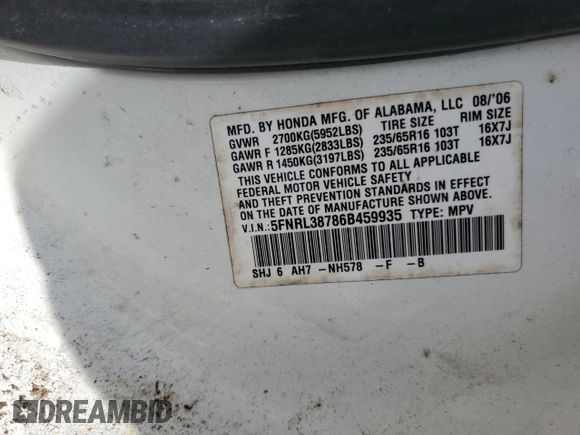 MFD. BY HONDA MFG. OF ALABAMA, LLC 08/'06
TIRE SIZE RIM SIZE
GVWR 2700KG(5952LBS)
GAWR F 1285KG(2833LBS) 235/65R16 103T 16X7J
GAWR R 1450KG(3197LBS) 235/65R16 103T 16X7J
THIS VEHICLE CONFORMS TO ALL APPLICABLE
FEDERAL MOTOR VEHICLE SAFETY
AND THEFT PREVENTION STANDARDS IN EFFECT
ON THE DATE OF MANUFACTURE SHOWN ABOVE.
V.I.N.: 5FNRL38786B459935 TYPE: MPV
SHJ 6 AH7 -NH578 -F -B
DREAMBID